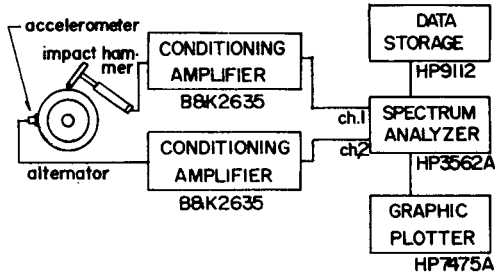 accelerometer
impact ham-
mer
alternator
CONDITIONING
AMPLIFIER
B&K2635
CONDITIONING
AMPLIFIER
B&K2635
ch.1
ch.2
DATA
STORAGE
HP9112
SPECTRUM
ANALYZER
HP3562A
GRAPHIC
PLOTTER
HP7475A